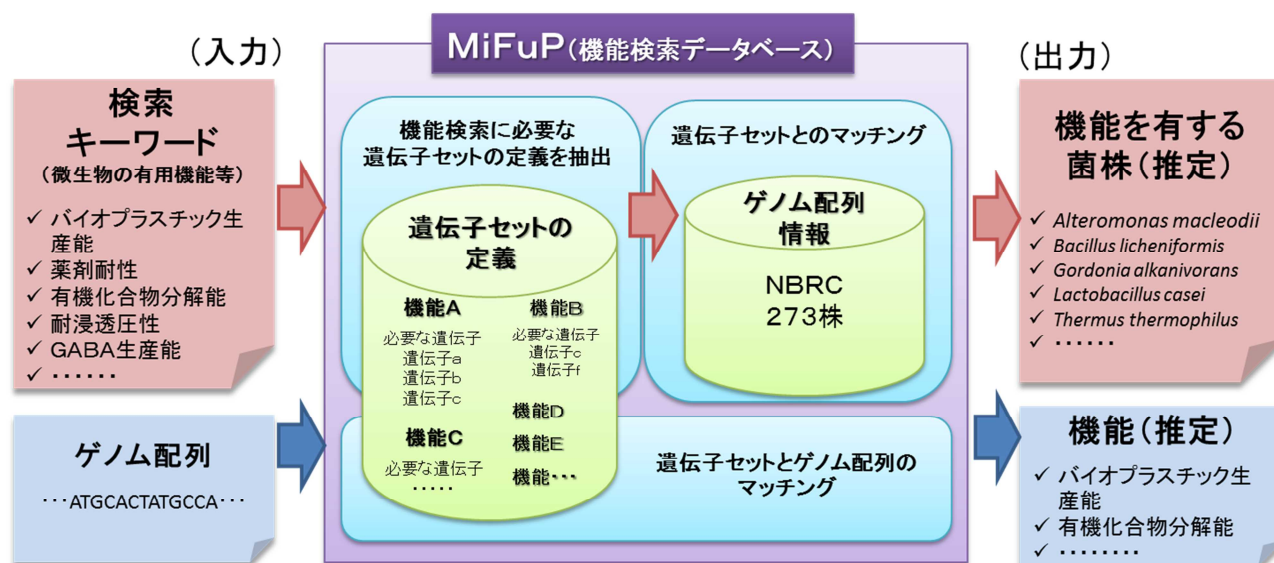 (入力)
検索
キーワード
(微生物の有用機能等)
✓ バイオプラスチック生
産能
✓ 薬剤耐性
✓ 有機化合物分解能
✓ 耐浸透圧性
✓ GABA生産能
✓ ・・・・・・
ゲノム配列
・・・ATGCACTATGCCA・・・
MiFuP(機能検索データベース)
機能検索に必要な
遺伝子セットの定義を抽出
遺伝子セットの
定義
機能A
必要な遺伝子
遺伝子a
遺伝子b
遺伝子c
機能B
必要な遺伝子
遺伝子c
遺伝子f
機能C
必要な遺伝子
・・・・・
機能D
機能E
機能・・・
遺伝子セットとのマッチング
ゲノム配列
情報
NBRC
273株
遺伝子セットとゲノム配列の
マッチング
(出力)
機能を有する
菌株(推定)
✓ Alteromonas macleodii
✓ Bacillus licheniformis
✓ Gordonia alkanivorans
✓ Lactobacillus casei
✓ Thermus thermophilus
✓ ・・・・・・
機能(推定)
✓ バイオプラスチック生
産能
✓ 有機化合物分解能
✓ ・・・・・・・・